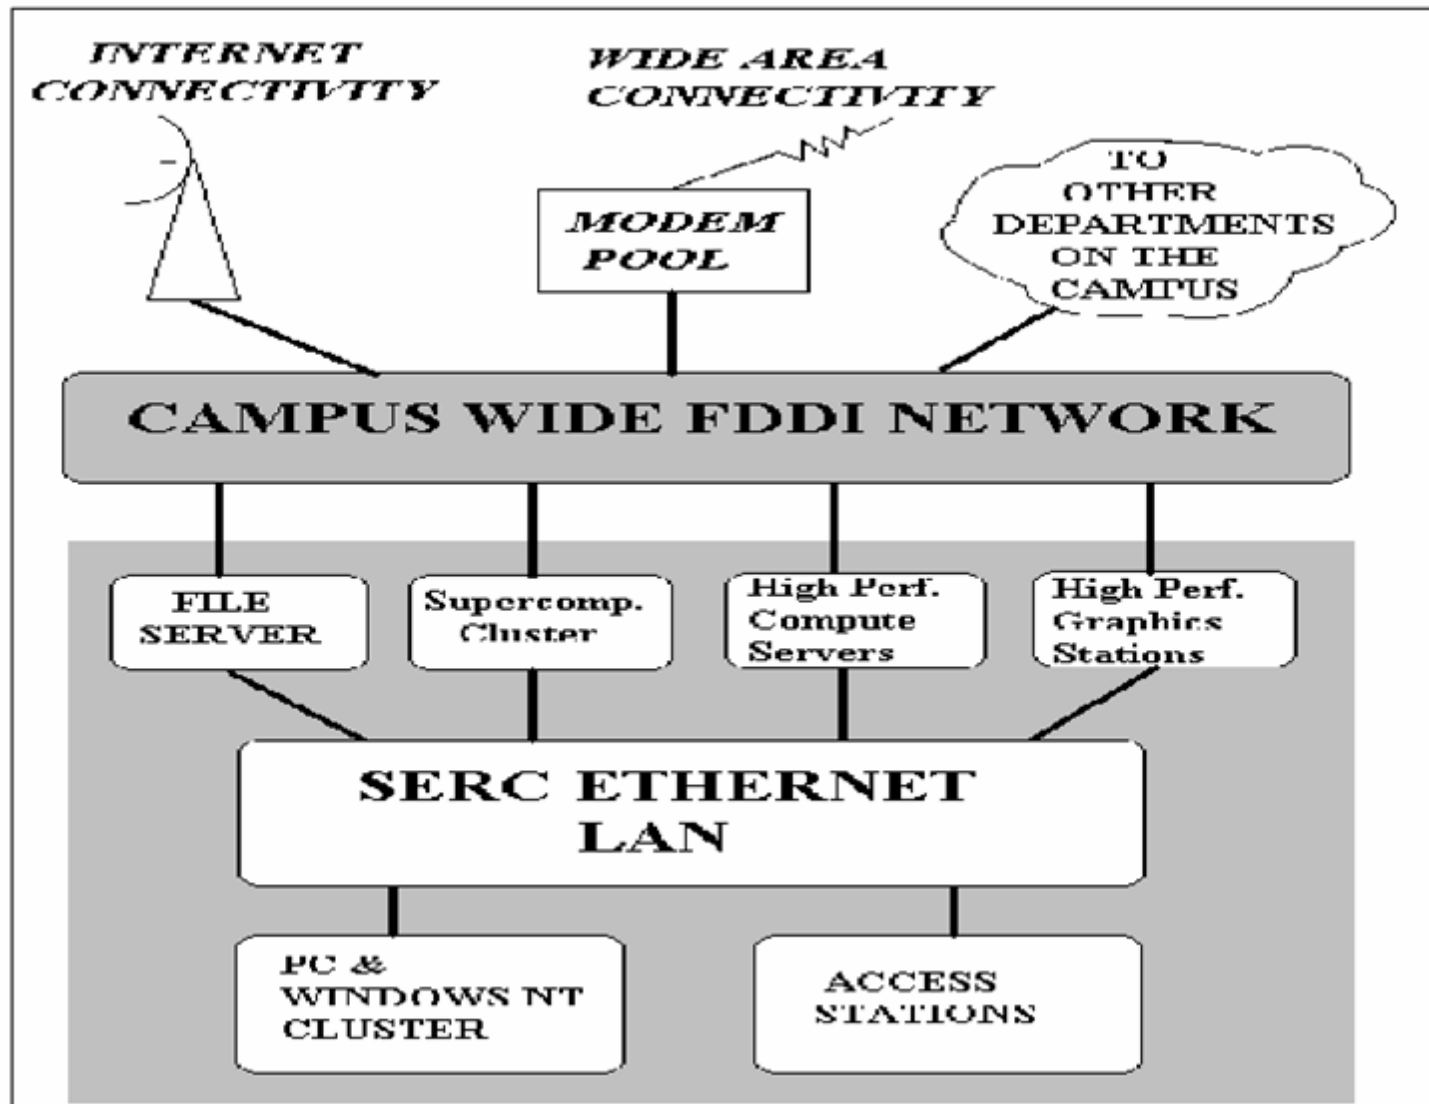 INTERNET
CONNECTIVITY
WIDE AREA
CONNECTIVITY
MODEM
POOL
TO
OTHER
DEPARTMENTS
ON THE
CAMPUS
CAMPUS WIDE FDDI NETWORK
FILE
SERVER
Supercomp.
Cluster
High Perf.
Compute
Servers
High Perf.
Graphics
Stations
SERC ETHERNET
LAN
PC &
WINDOWS NT
CLUSTER
ACCESS
STATIONS